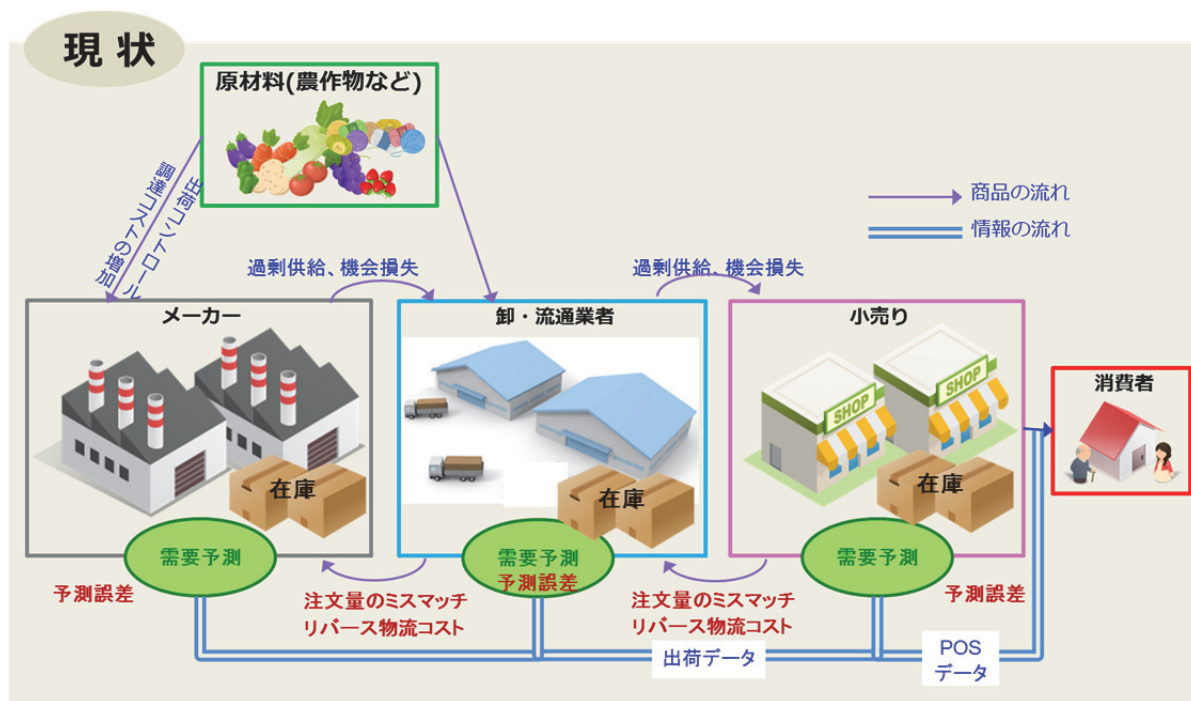 現状
原材料(農作物など)
出荷コントロール
調達コストの増加
商品の流れ
情報の流れ
過剰供給、機会損失
過剰供給、機会損失
メーカー
卸・流通業者
小売り
消費者
SHOP
SHOP
在庫
在庫
在庫
需要予測
需要予測
予測誤差
需要予測
予測誤差
注文量のミスマッチ
リバース物流コスト
注文量のミスマッチ
リバース物流コスト
予測誤差
出荷データ
POS
データ